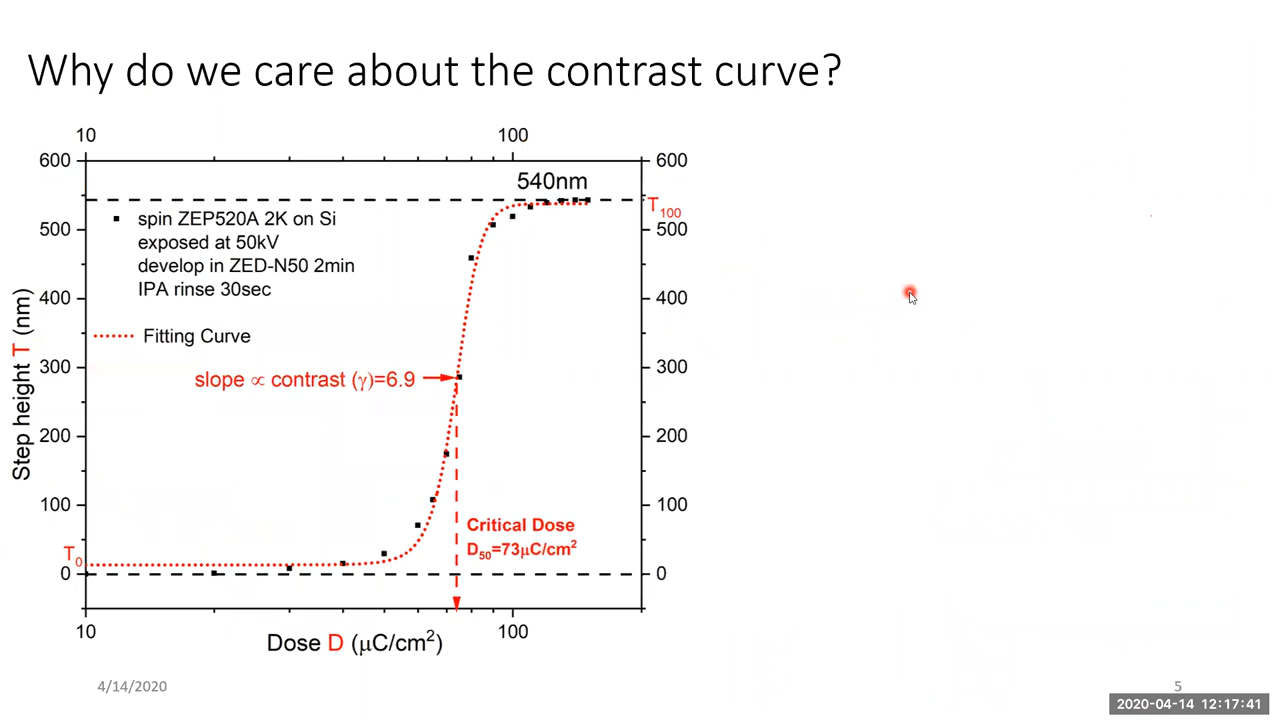 Why do we care about the contrast curve?
10 100
600 600
540nm
T100
spin ZEP520A 2K on Si
500 500
exposed at 50kV
develop in ZED-N50 2min
IPA rinse 30sec
400 400
Fitting Curve
300 300
slope ∝ contrast (γ)=6.9
Step height T (nm)
200 200
100 100
Critical Dose
D50=73μC/cm²
T0
0 0
10 100
Dose D (μC/cm²)
4/14/2020 5
2020-04-14 12:17:41